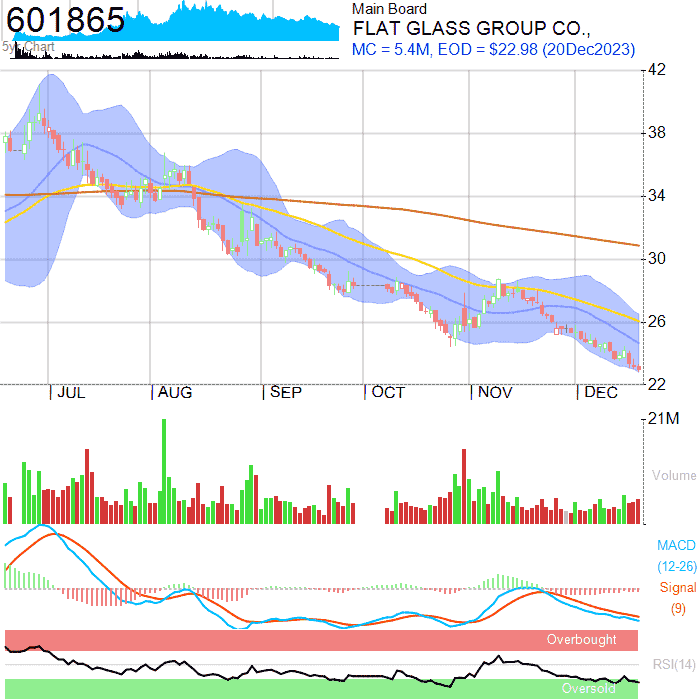 601865
5yr Chart
Main Board
FLAT GLASS GROUP CO.,
MC = 5.4M, EOD = $22.98 (20Dec2023)
42
38
34
30
26
22
JUL
AUG
SEP
OCT
NOV
DEC
21M
Volume
MACD
(12-26)
Signal
(9)
Overbought
RSI(14)
Oversold